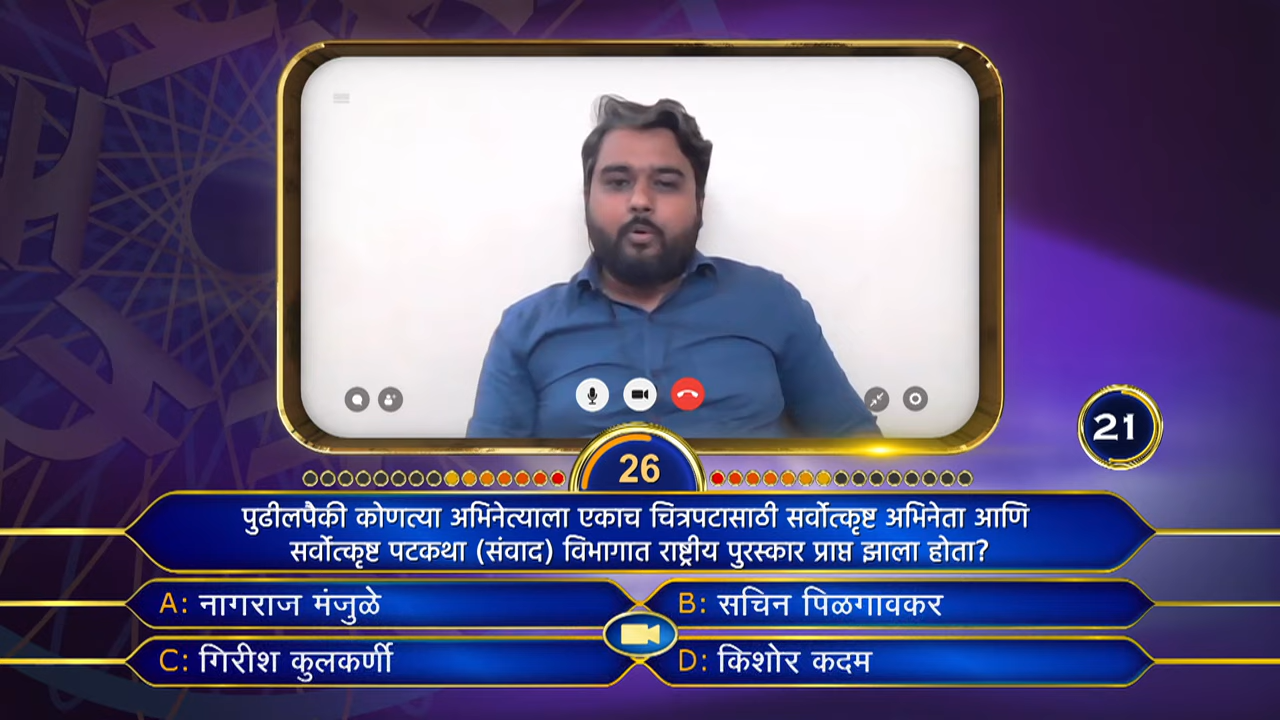 26
21
पुढीलपैकी कोणत्या अभिनेत्याला एकाच चित्रपटासाठी सर्वोत्कृष्ट अभिनेता आणि
सर्वोत्कृष्ट पटकथा (संवाद) विभागात राष्ट्रीय पुरस्कार प्राप्त झाला होता?
A: नागराज मंजुळे
B: सचिन पिळगावकर
C: गिरीश कुलकर्णी
D: किशोर कदम